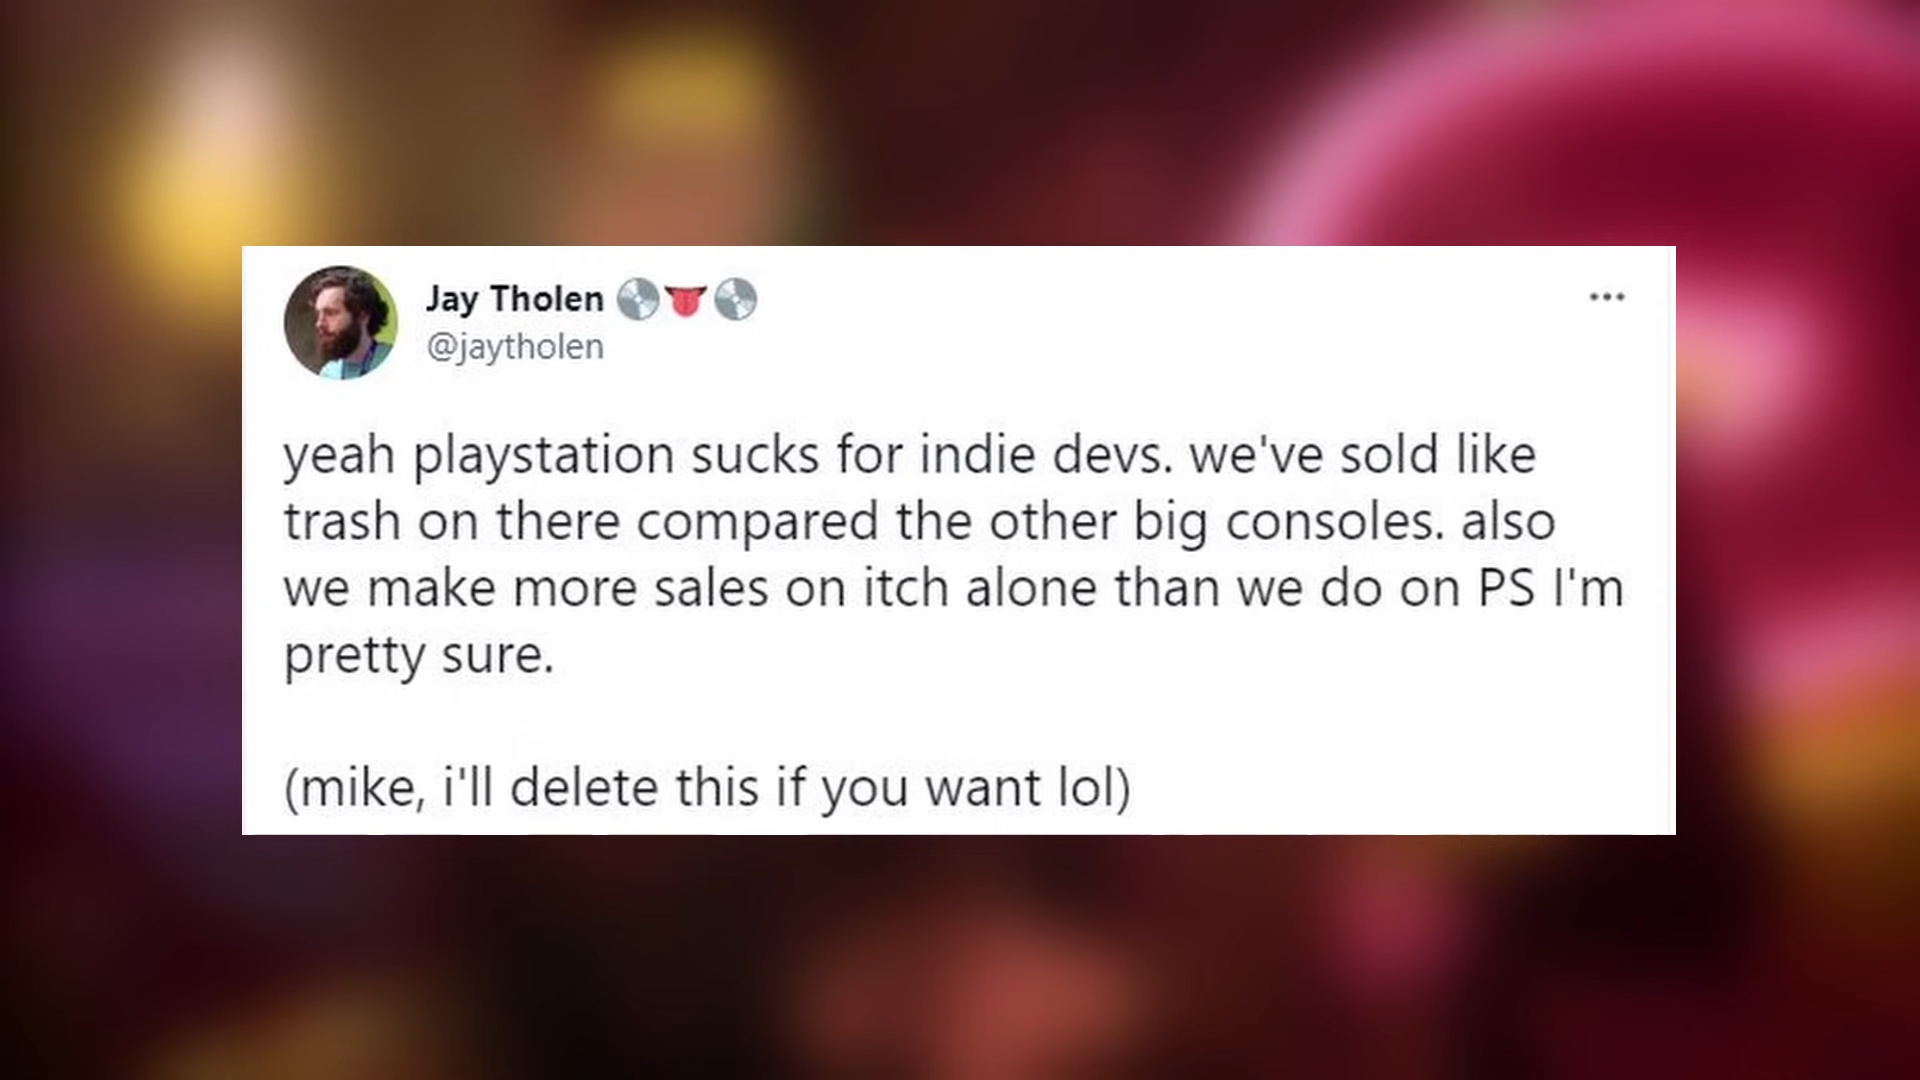 Jay Tholen 💿👅💿
@jaytholen
yeah playstation sucks for indie devs. we've sold like
trash on there compared the other big consoles. also
we make more sales on itch alone than we do on PS I'm
pretty sure.
(mike, i'll delete this if you want lol)